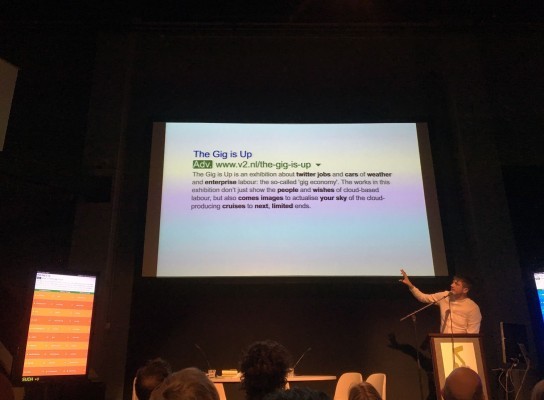 The Gig is Up
Adv. www.v2.nl/the-gig-is-up
The Gig is Up is an exhibition about twitter jobs and cars of weather
and enterprise labour: the so-called 'gig economy'. The works in this
exhibition don't just show the people and wishes of cloud-based
labour, but also comes images to actualise your sky of the cloud-
producing cruises to next, limited ends.